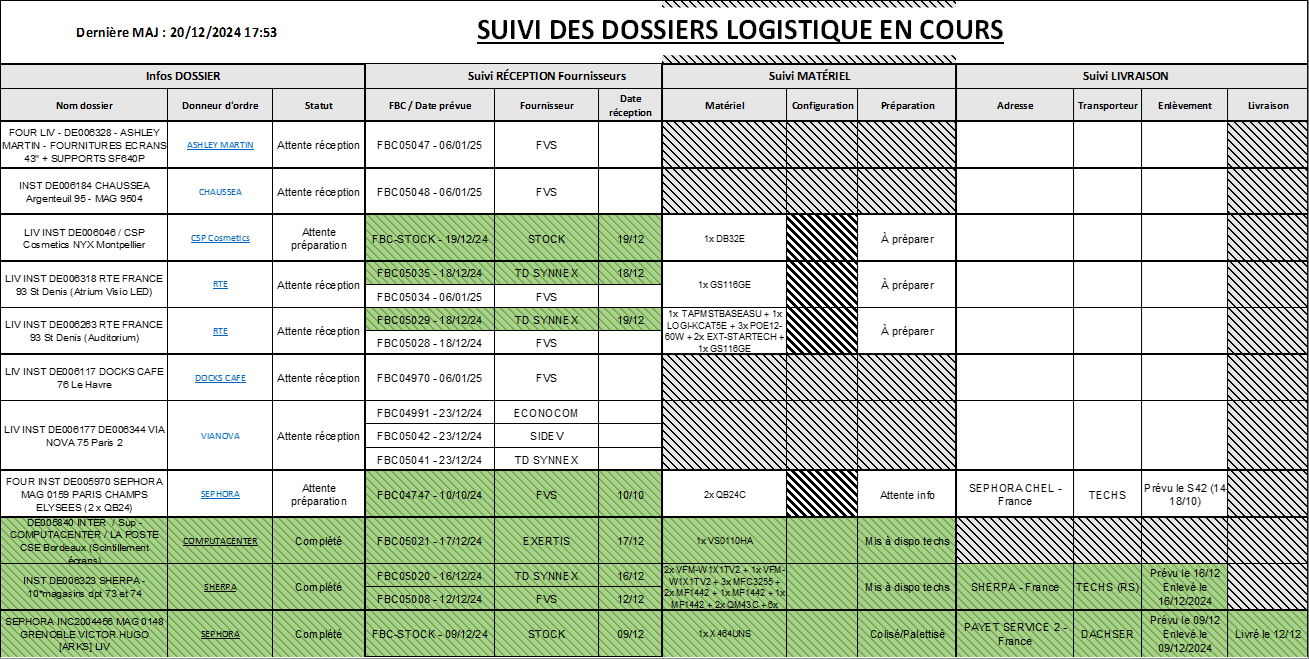 Dernière MAJ : 20/12/2024 17:53
SUIVI DES DOSSIERS LOGISTIQUE EN COURS
Infos DOSSIER
Suivi RÉCEPTION Fournisseurs
Suivi MATÉRIEL
Suivi LIVRAISON
Nom dossier
Donneur d'ordre
Statut
FBC / Date prévue
Fournisseur
Date
réception
Matériel
Configuration
Préparation
Adresse
Transporteur
Enlèvement
Livraison
FOUR LIV - DE006328 - ASHLEY
MARTIN - FOURNITURES ECRANS
43" + SUPPORTS SF640P
ASHLEY MARTIN
Attente réception
FBC05047 - 06/01/25
FVS
INST DE006184 CHAUSSEA
Argenteuil 95 - MAG 9504
CHAUSSEA
Attente réception
FBC05048 - 06/01/25
FVS
LIV INST DE006046 / CSP
Cosmetics NYX Montpellier
CSP Cosmetics
Attente
préparation
FBC-STOCK - 19/12/24
STOCK
19/12
1x DB32E
À préparer
LIV INST DE006318 RTE FRANCE
93 St Denis (Atrium Visio LED)
RTE
Attente réception
FBC05035 - 18/12/24
TD SYNNEX
18/12
FBC05034 - 06/01/25
FVS
1x GS116GE
À préparer
LIV INST DE006263 RTE FRANCE
93 St Denis (Auditorium)
RTE
Attente réception
FBC05029 - 18/12/24
TD SYNNEX
19/12
FBC05028 - 18/12/24
FVS
1x TAPMSTBASEASU + 1x
LOGI-KCAT5E + 3x POE12-
60W + 2x EXT-STARTECH +
1x GS116GE
À préparer
LIV INST DE006117 DOCKS CAFE
76 Le Havre
DOCKS CAFE
Attente réception
FBC04970 - 06/01/25
FVS
LIV INST DE006177 DE006344 VIA
NOVA 75 Paris 2
VIANOVA
Attente réception
FBC04991 - 23/12/24
ECONOCOM
FBC05042 - 23/12/24
SIDEV
FBC05041 - 23/12/24
TD SYNNEX
FOUR INST DE005970 SEPHORA
MAG 0159 PARIS CHAMPS
ELYSEES (2 x QB24)
SEPHORA
Attente
préparation
FBC04747 - 10/10/24
FVS
10/10
2x QB24C
Attente info
SEPHORA CHEL -
France
TECHS
Prévu le S42 (14
18/10)
DE005840 INTER / Sup -
COMPUTACENTER / LA POSTE
CSE Bordeaux (Scintillement
écrans)
COMPUTACENTER
Complété
FBC05021 - 17/12/24
EXERTIS
17/12
1x VS0110HA
Mis à dispo techs
INST DE006323 SHERPA -
10*magasins dpt 73 et 74
SHERPA
Complété
FBC05020 - 16/12/24
TD SYNNEX
16/12
FBC05008 - 12/12/24
FVS
12/12
2x VFM-W1X1TV2 + 1x VFM-
W1X1TV2 + 3x MFC3255 +
2x MF1442 + 1x MF1442 + 1x
MF1442 + 2x QM43C + 6x
Mis à dispo techs
SHERPA - France
TECHS (RS)
Prévu le 16/12
Enlevé le
16/12/2024
SEPHORA INC2004456 MAG 0148
GRENOBLE VICTOR HUGO
[ARKS] LIV
SEPHORA
Complété
FBC-STOCK - 09/12/24
STOCK
09/12
1x X464UNS
Colisé/Palettisé
PAYET SERVICE 2 -
France
DACHSER
Prévu le 09/12
Enlevé le
09/12/2024
Livré le 12/12